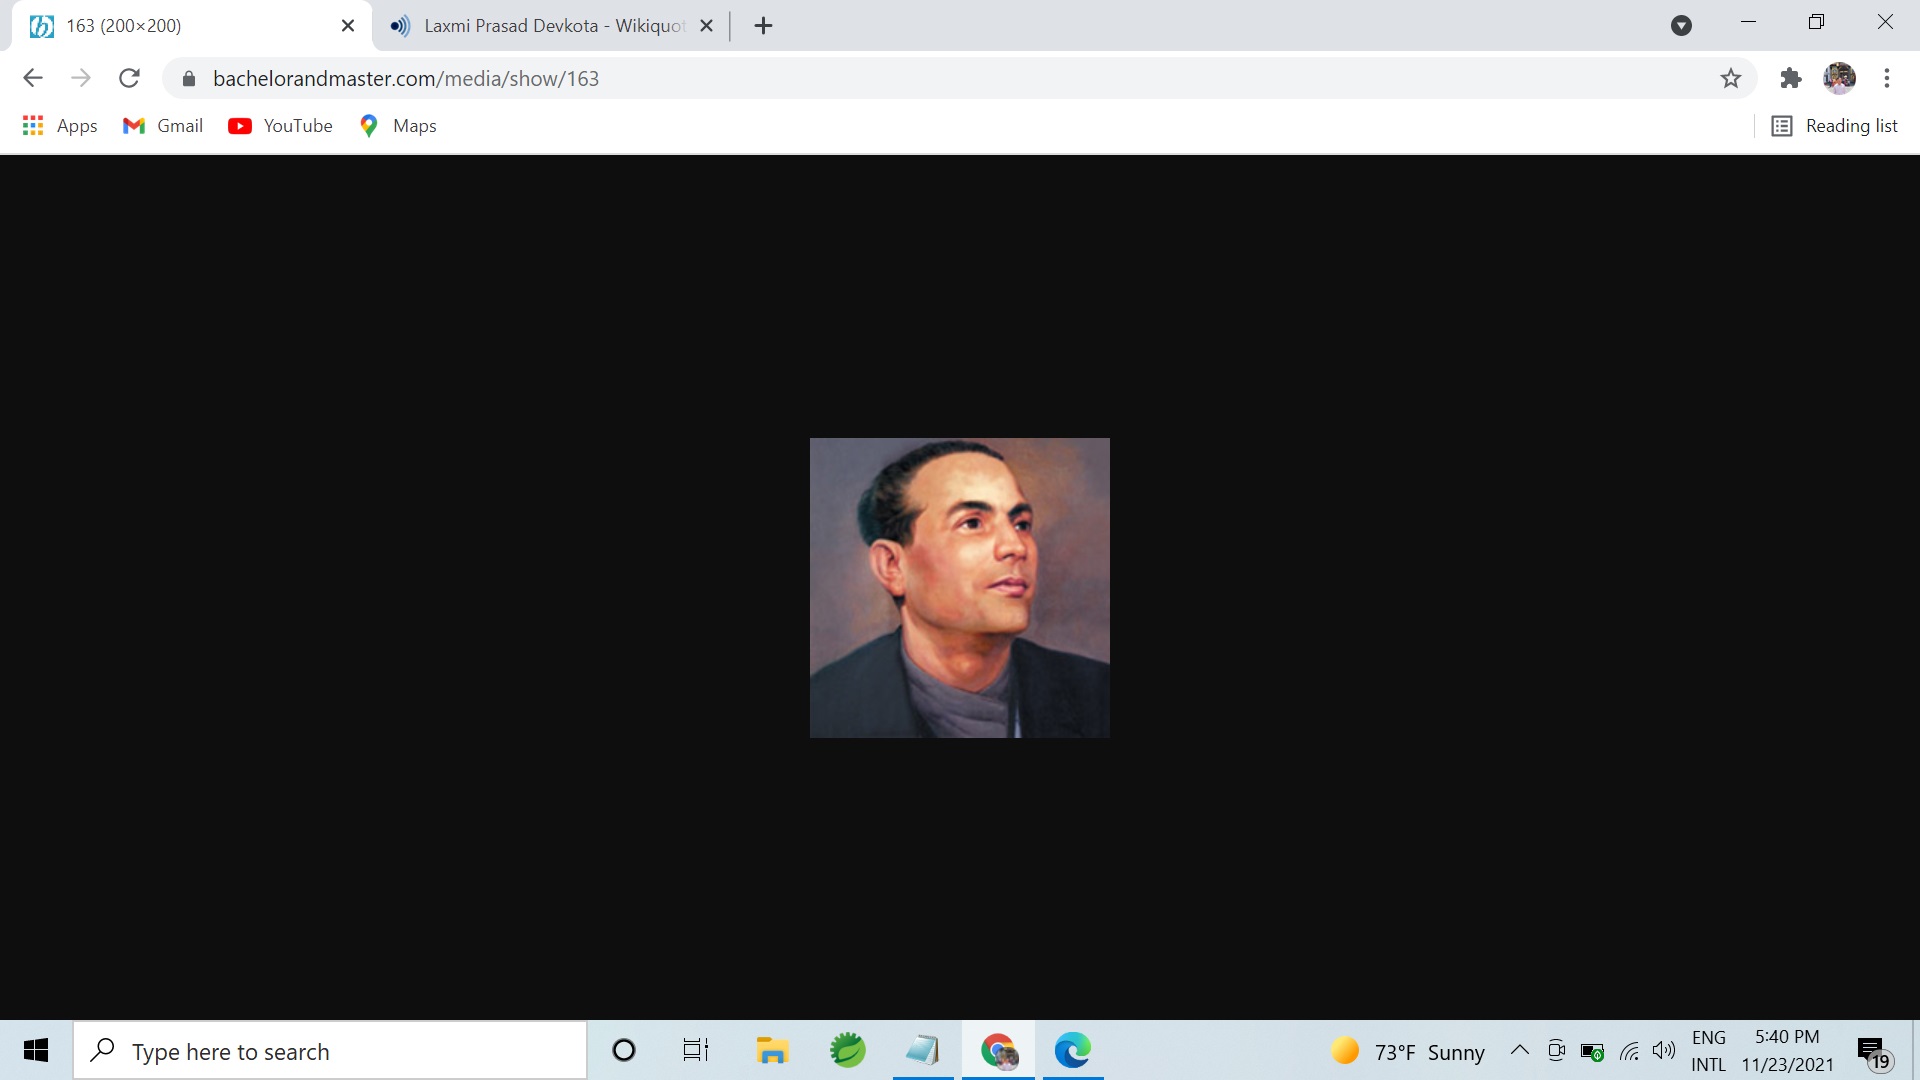 163 (200×200)
Laxmi Prasad Devkota - Wikiquot
bachelorandmaster.com/media/show/163
Apps
Gmail
YouTube
Maps
Reading list
Type here to search
73°F Sunny
ENG
INTL
5:40 PM
11/23/2021
19